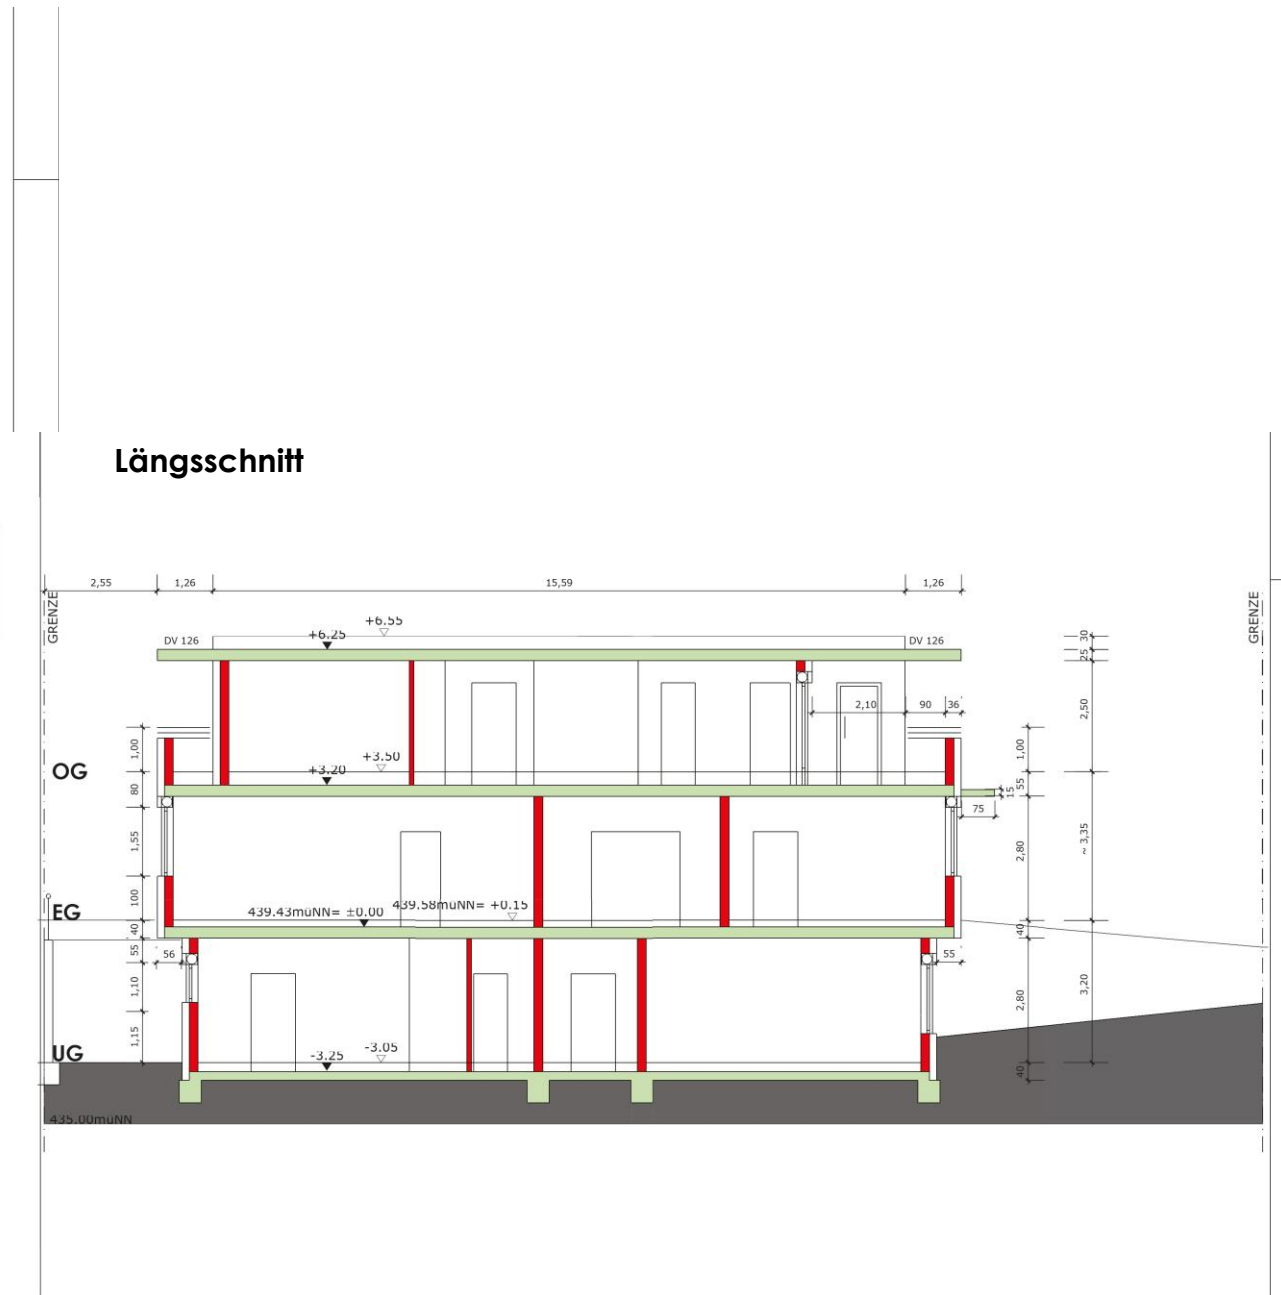 Längsschnitt
2,55 1,26 15,59 1,26
GRENZE
GRENZE
+6.55
+6.25
DV 126
DV 126
30
25
2,50
2,10 90 36
1,00
1,00
+3.50
+3.20
OG
80
55
15
75
1,55
2,80
~ 3,35
100
439.43müNN= ±0.00
439.58müNN= +0.15
EG
40
40
55
56
55
1,10
2,80
3,20
1,15
-3.05
-3.25
UG
40
435.00müNN